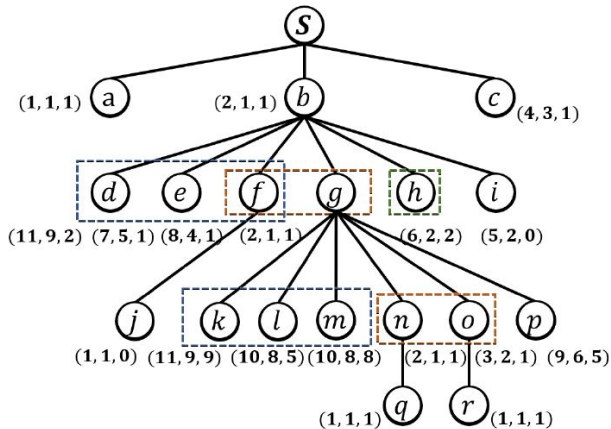 S
(1, 1, 1) a (2, 1, 1) b c (4, 3, 1)
d e f g h i
(11, 9, 2) (7, 5, 1) (8, 4, 1) (2, 1, 1) (6, 2, 2) (5, 2, 0)
j k l m n o p
(1, 1, 0) (11, 9, 9) (10, 8, 5) (10, 8, 8) (2, 1, 1) (3, 2, 1) (9, 6, 5)
(1, 1, 1) q r (1, 1, 1)